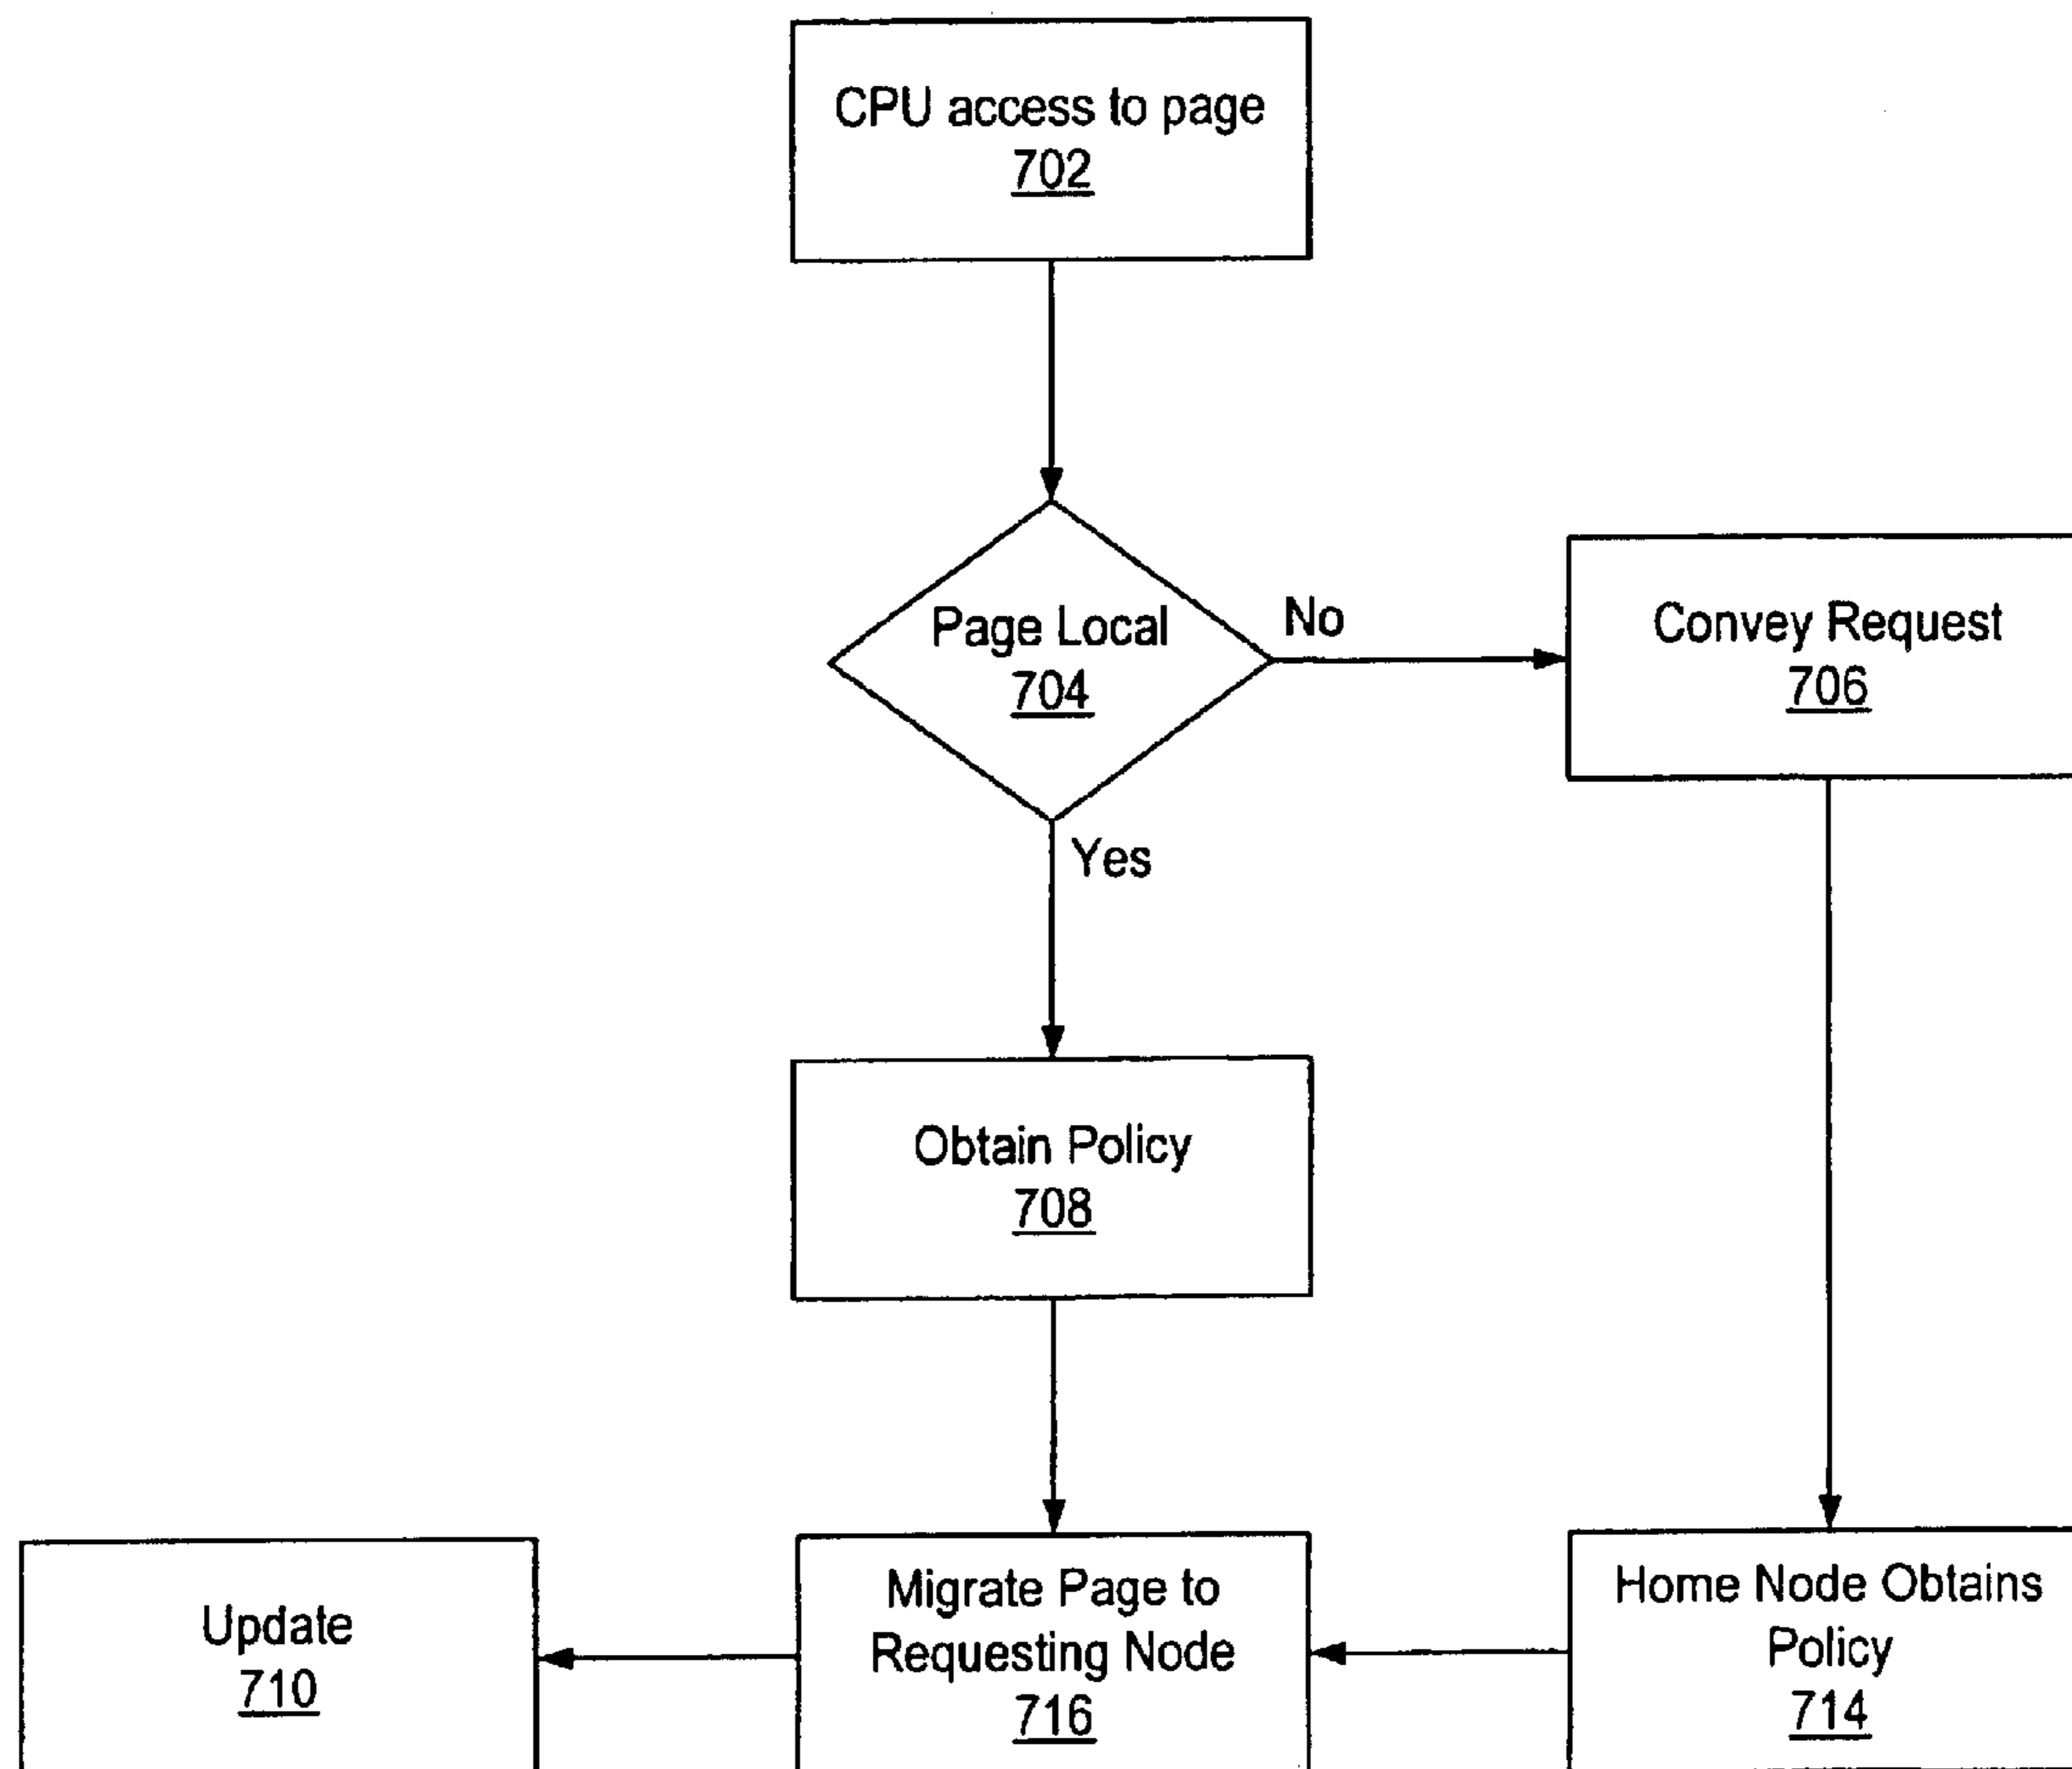 CPU access to page
702
Page Local
704
No
Convey Request
706
Yes
Obtain Policy
708
Update
710
Migrate Page to
Requesting Node
716
Home Node Obtains
Policy
714